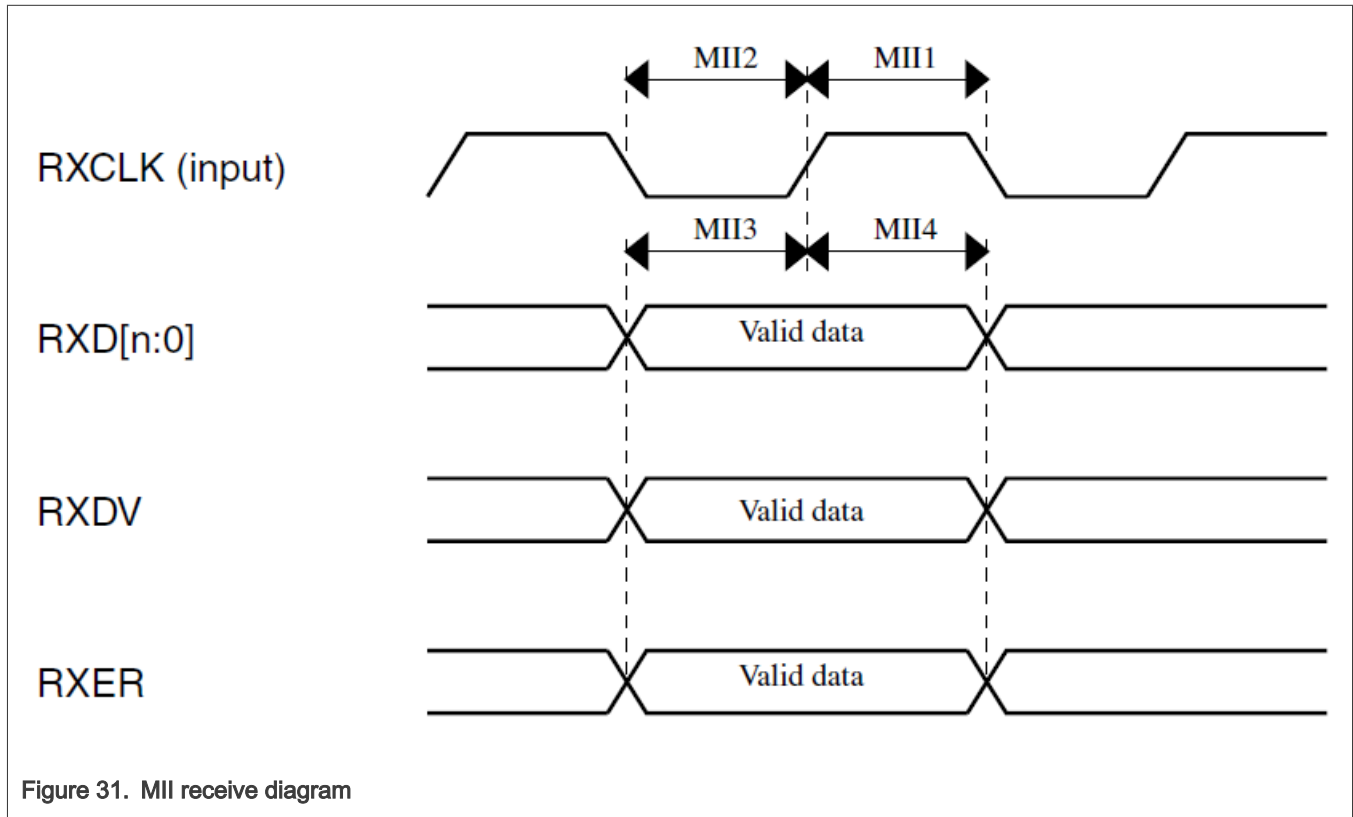 MII2 MII1
RXCLK (input)
MII3 MII4
RXD[n:0] Valid data
RXDV Valid data
RXER Valid data
Figure 31. MII receive diagram